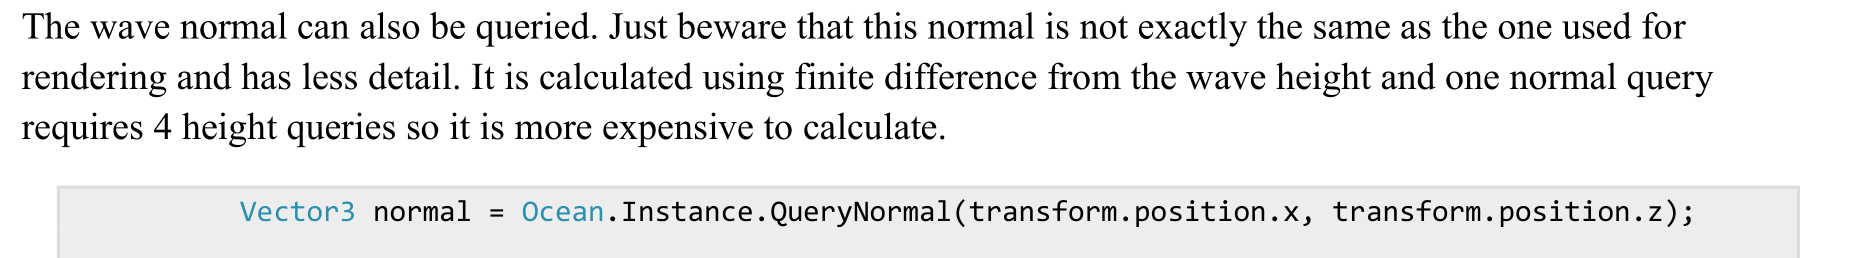 The wave normal can also be queried. Just beware that this normal is not exactly the same as the one used for
rendering and has less detail. It is calculated using finite difference from the wave height and one normal query
requires 4 height queries so it is more expensive to calculate.
Vector3 normal = Ocean.Instance.QueryNormal(transform.position.x, transform.position.z);